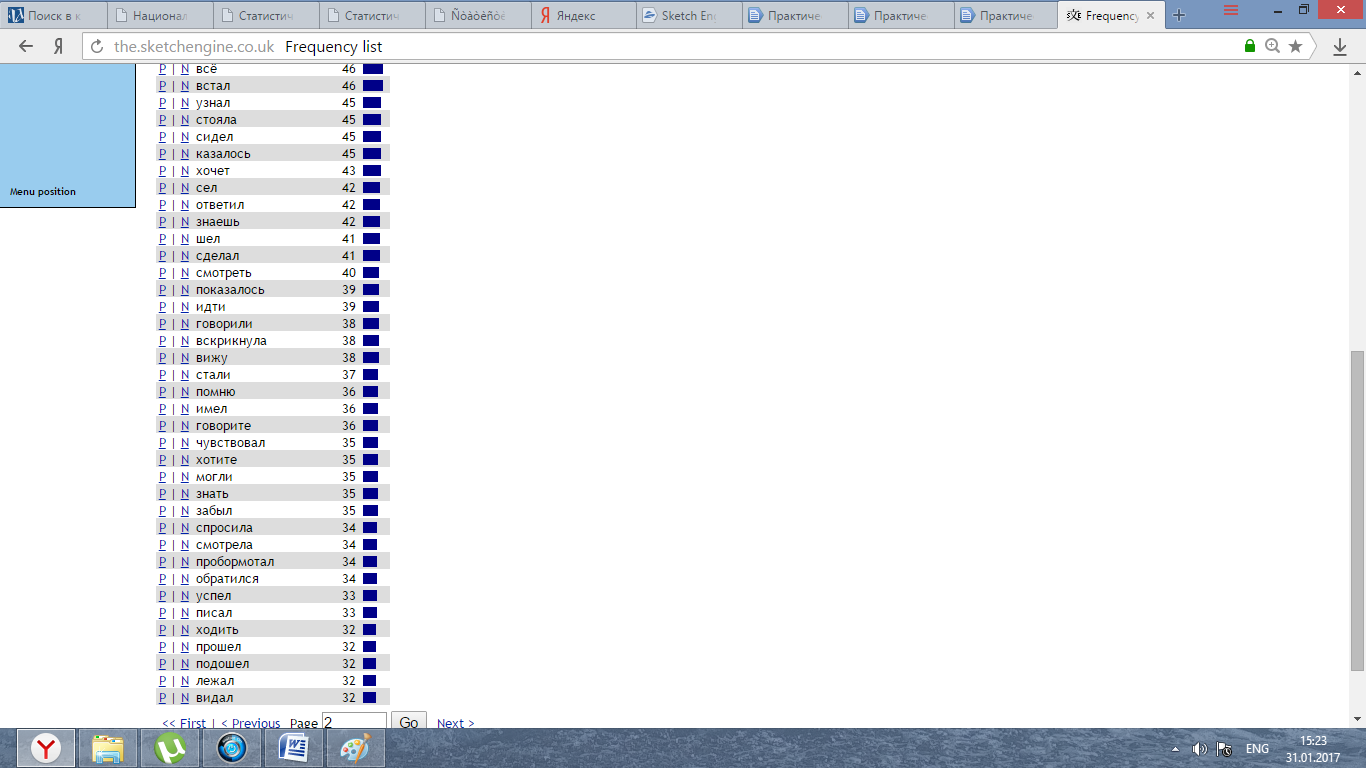 Поиск в к
Национал
Статистич
Статистич
Ñòàòèñòè
Яндекс
Sketch En
Практиче
Практиче
Практиче
Frequency
the.sketchengine.co.uk Frequency list
Menu position
P | N всё 46
P | N встал 46
P | N узнал 45
P | N стояла 45
P | N сидел 45
P | N казалось 45
P | N хочет 43
P | N сел 42
P | N ответил 42
P | N знаешь 42
P | N шел 41
P | N сделал 41
P | N смотреть 40
P | N показалось 39
P | N идти 39
P | N говорили 38
P | N вскрикнула 38
P | N вижу 38
P | N стали 37
P | N помню 36
P | N имел 36
P | N говорите 36
P | N чувствовал 35
P | N хотите 35
P | N могли 35
P | N знать 35
P | N забыл 35
P | N спросила 34
P | N смотрела 34
P | N пробормотал 34
P | N обратился 34
P | N успел 33
P | N писал 33
P | N ходить 32
P | N прошел 32
P | N подошел 32
P | N лежал 32
P | N видал 32
<< First | < Previous Page 2 Go Next >
ENG
15:23
31.01.2017